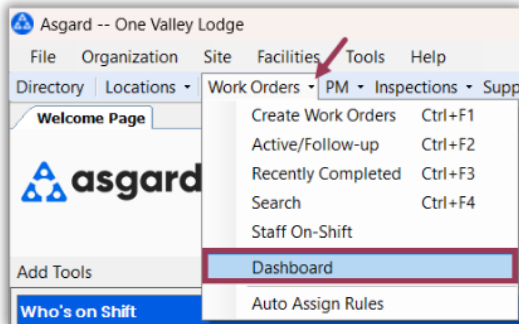 Asgard -- One Valley Lodge
File Organization Site Facilities Tools Help
Directory Locations Work Orders PM Inspections Supp
Welcome Page
asgard
Create Work Orders Ctrl+F1
Active/Follow-up Ctrl+F2
Recently Completed Ctrl+F3
Search Ctrl+F4
Staff On-Shift
Dashboard
Auto Assign Rules
Add Tools
Who's on Shift